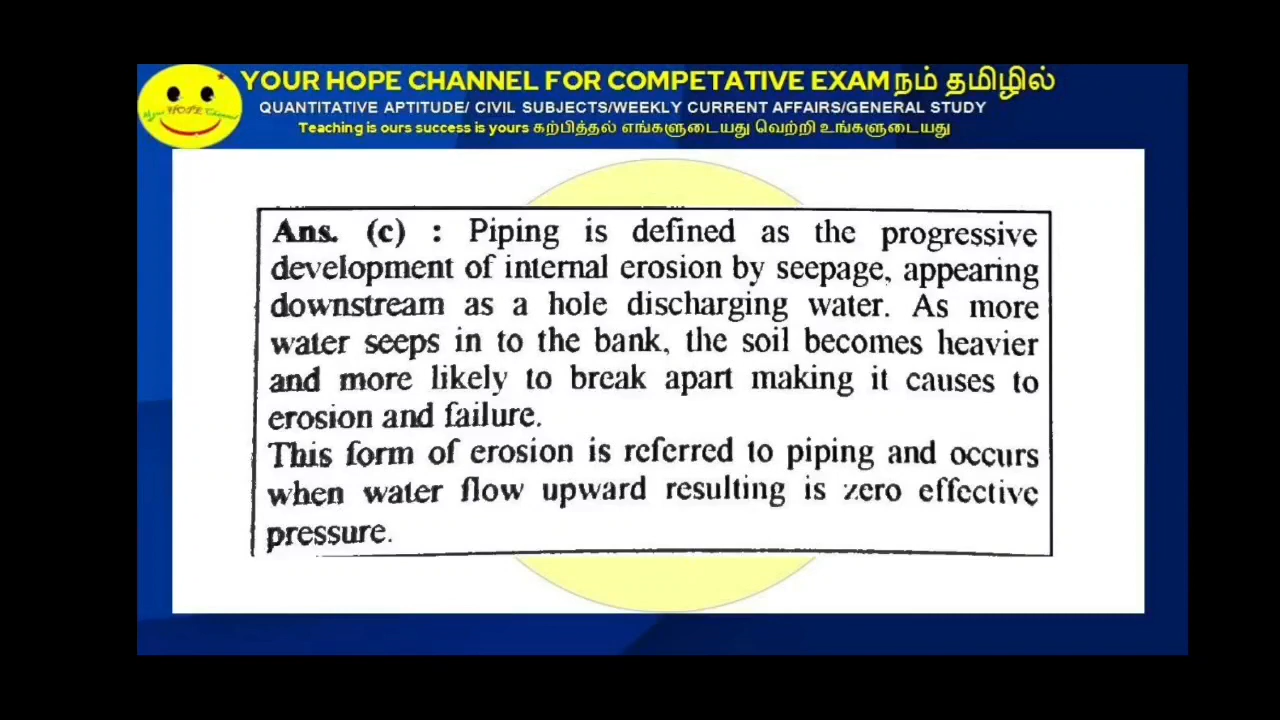 YOUR HOPE CHANNEL FOR COMPETATIVE EXAM நம் தமிழில்
QUANTITATIVE APTITUDE/ CIVIL SUBJECTS/WEEKLY CURRENT AFFAIRS/GENERAL STUDY
Teaching is ours success is yours கற்பித்தல் எங்களுடையது வெற்றி உங்களுடையது
Your HOPE Channel
Ans. (c) : Piping is defined as the progressive
development of internal erosion by seepage, appearing
downstream as a hole discharging water. As more
water seeps in to the bank, the soil becomes heavier
and more likely to break apart making it causes to
erosion and failure.
This form of erosion is referred to piping and occurs
when water flow upward resulting is zero effective
pressure.